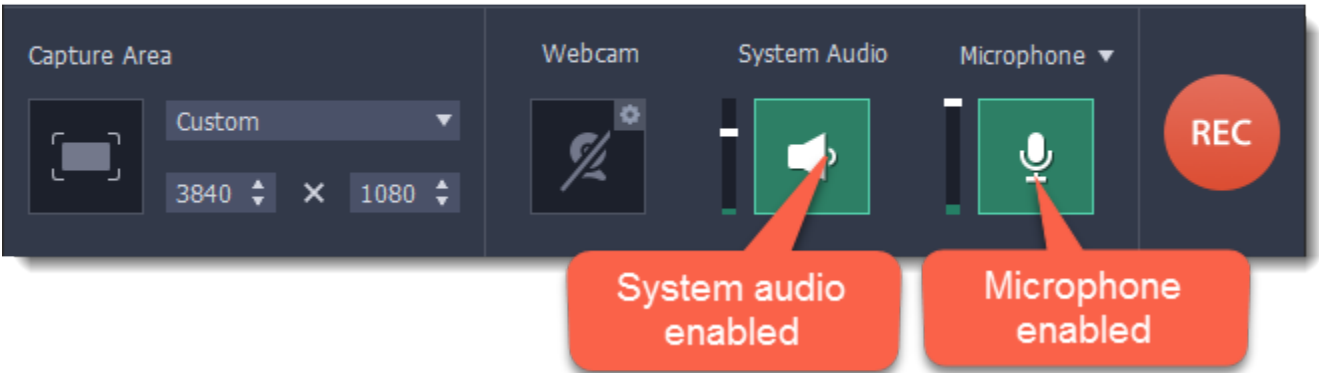 Capture Area
Webcam
System Audio
Microphone
Custom
3840 × 1080
REC
System audio
enabled
Microphone
enabled